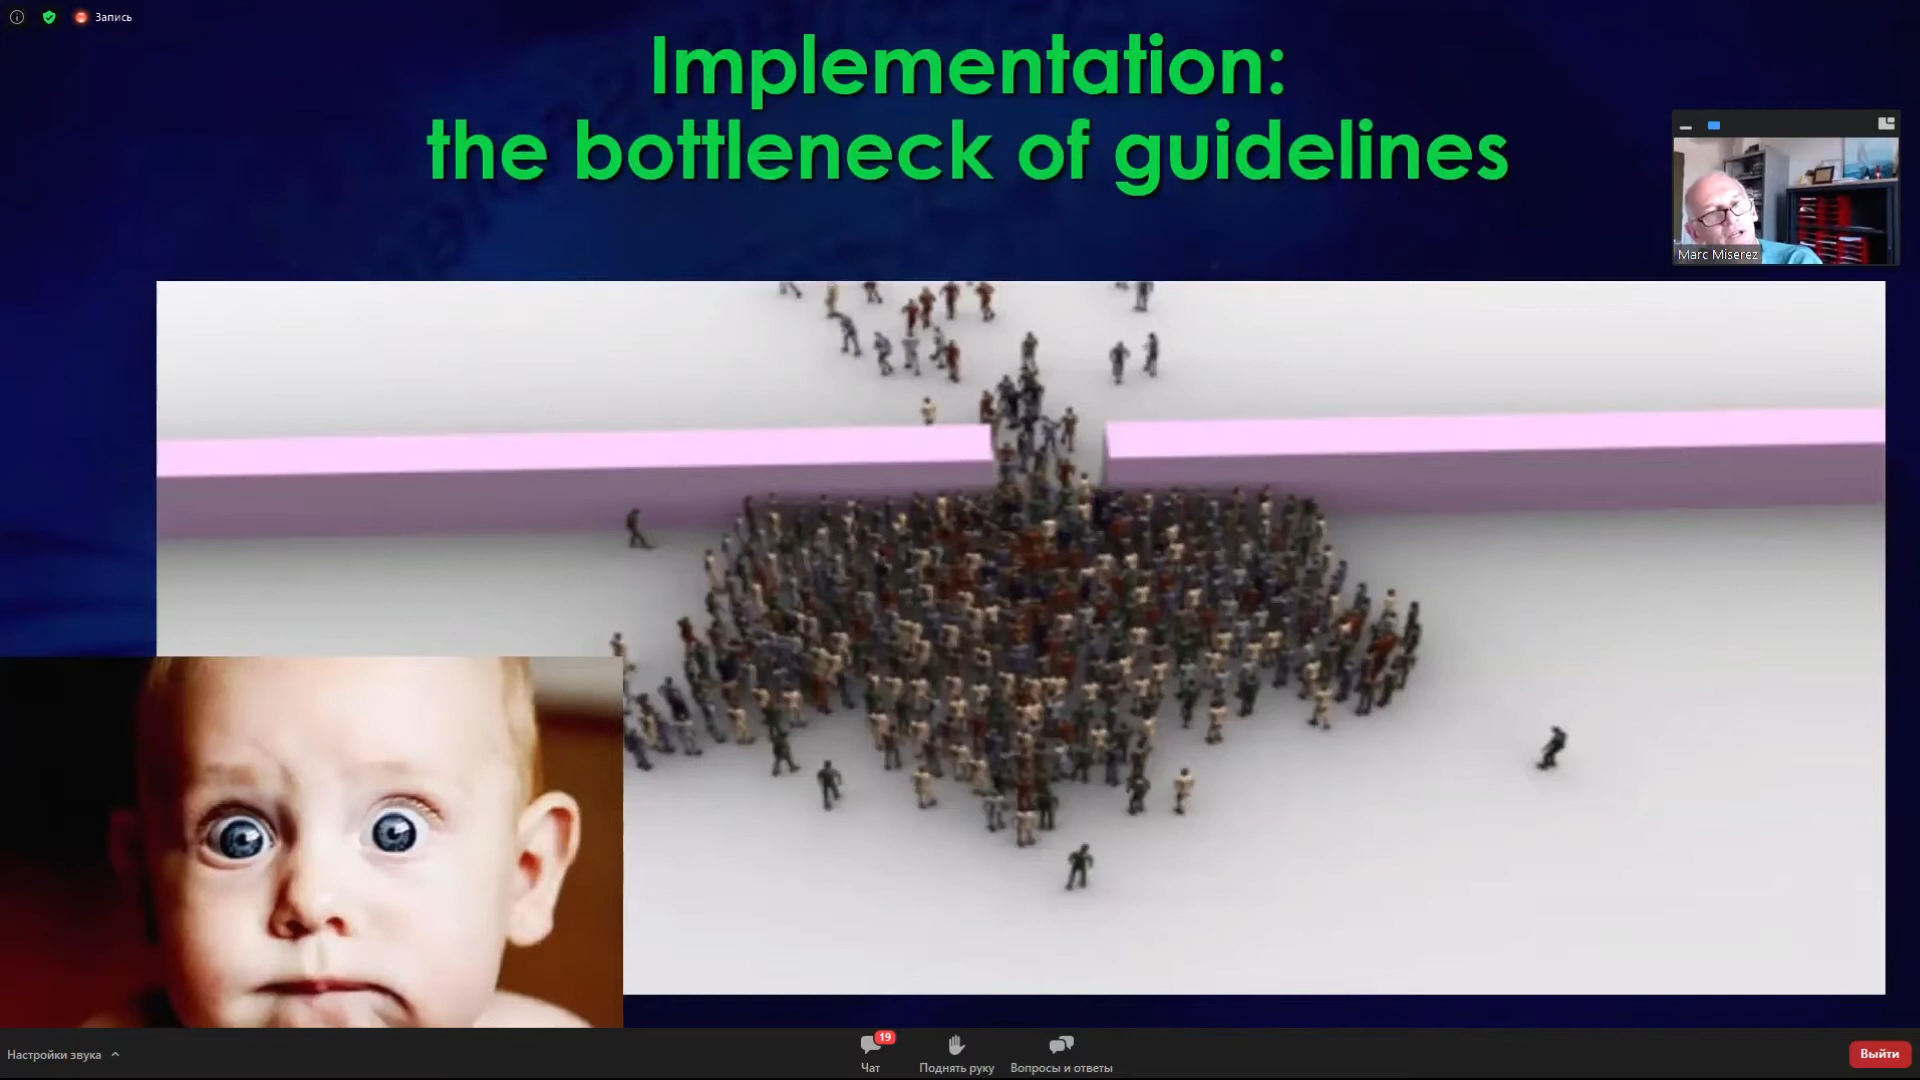 Запись
Implementation:
the bottleneck of guidelines
Marc Miserez
Настройки звука
19
Чат
Поднять руку
Вопросы и ответы
Выйти